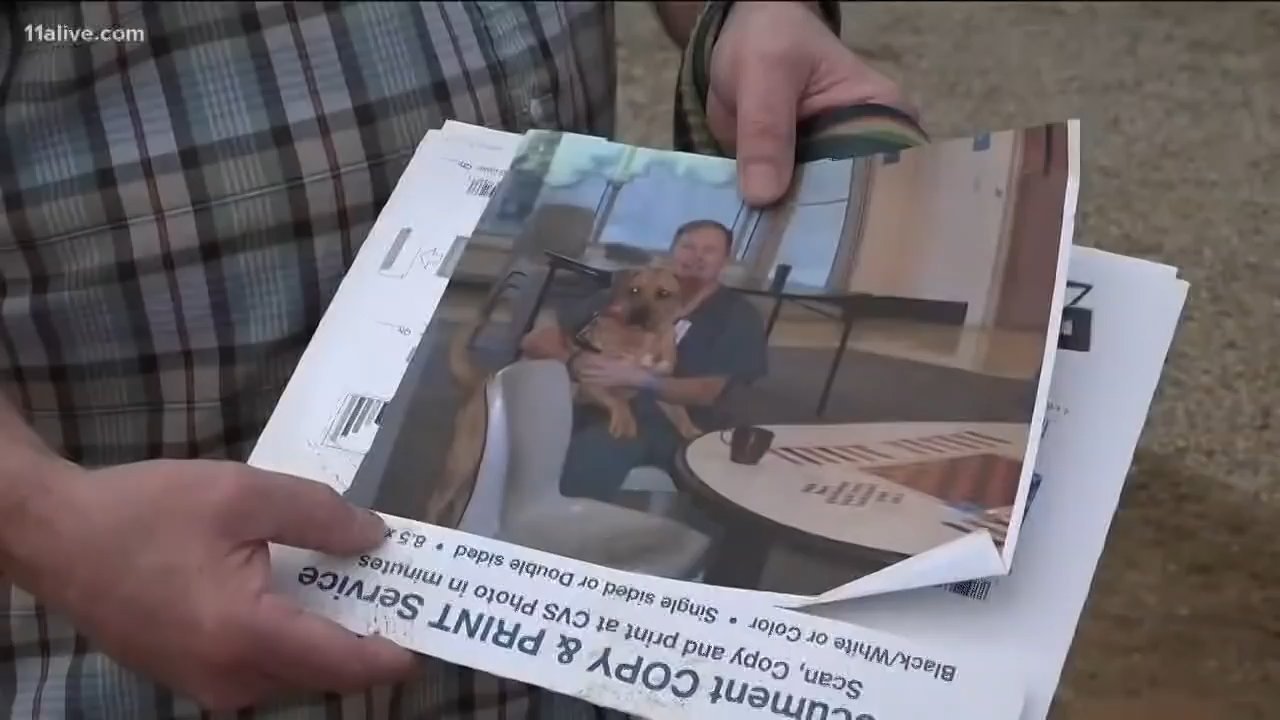 11alive.com
Document COPY & PRINT Service
Scan, Copy and print at CVS Photo in minutes
Black/White or Color • Single sided or Double sided • 8.5 x